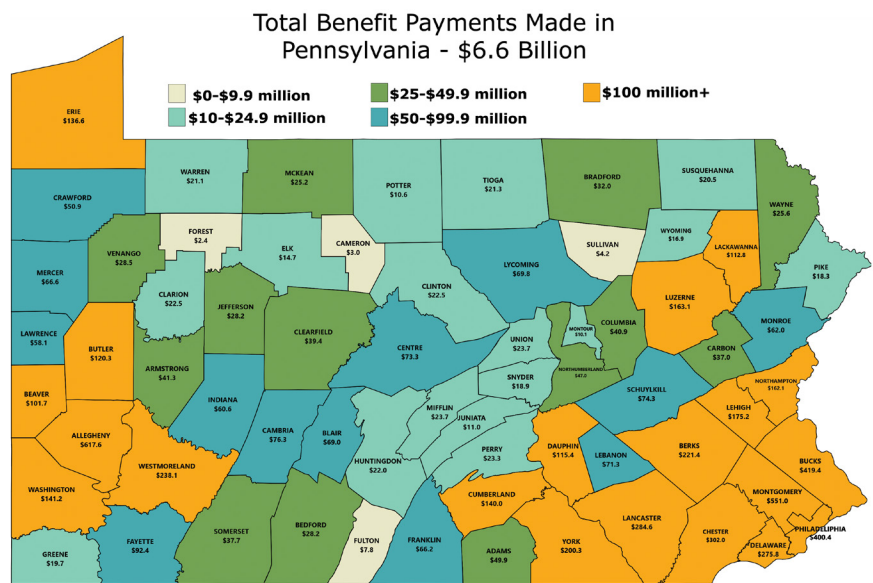 Total Benefit Payments Made in
Pennsylvania - $6.6 Billion
$0-$9.9 million
$25-$49.9 million
$100 million+
$10-$24.9 million
$50-$99.9 million
ERIE
$136.6
CRAWFORD
$50.9
WARREN
$21.1
MCKEAN
$25.2
POTTER
$10.6
TIOGA
$21.3
BRADFORD
$32.0
SUSQUEHANNA
$20.5
WAYNE
$25.6
MERCER
$66.6
VENANGO
$28.5
FOREST
$2.4
ELK
$14.7
CAMERON
$3.0
LYCOMING
$69.8
SULLIVAN
$4.2
WYOMING
$16.9
LACKAWANNA
$112.8
PIKE
$18.3
CLARION
$22.5
JEFFERSON
$28.2
CLINTON
$22.5
LUZERNE
$163.1
LAWRENCE
$58.1
BUTLER
$120.3
CLEARFIELD
$39.4
CENTRE
$73.3
UNION
$23.7
MONTOUR
$10.1
COLUMBIA
$40.9
MONROE
$62.0
CARBON
$37.0
ARMSTRONG
$41.3
SNYDER
$18.9
NORTHUMBERLAND
BEAVER
$101.7
INDIANA
$60.6
SCHUYLKILL
$74.3
NORTHAMPTON
$162.1
LEHIGH
$175.2
ALLEGHENY
$617.6
CAMBRIA
$76.3
BLAIR
$69.0
MIFFLIN
$23.7
JUNIATA
$11.0
WESTMORELAND
$238.1
HUNTINGDON
$22.0
PERRY
$23.3
DAUPHIN
$115.4
LEBANON
$71.3
BERKS
$221.4
BUCKS
$419.4
WASHINGTON
$141.2
CUMBERLAND
$140.0
MONTGOMERY
$551.0
SOMERSET
$37.7
BEDFORD
$28.2
FULTON
$7.8
FRANKLIN
$66.2
ADAMS
$49.9
YORK
$200.3
LANCASTER
$284.6
CHESTER
$302.0
PHILADELIPHIA
$400.4
DELAWARE
$275.8
GREENE
$19.7
FAYETTE
$92.4